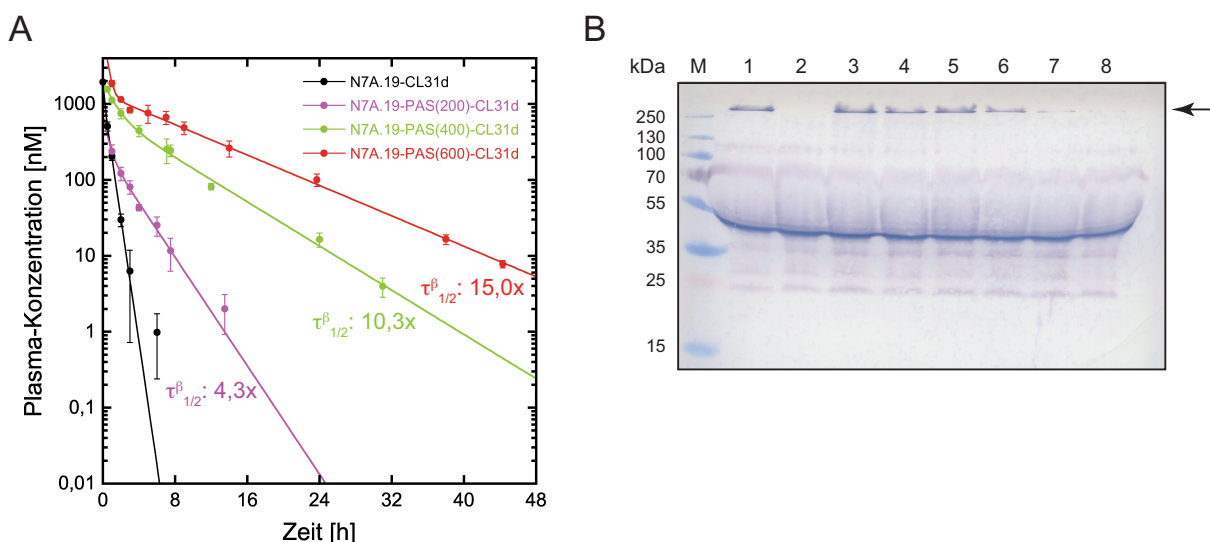 A
Plasma-Konzentration [nM]
1000
100
10
1
0,1
0,01
0
8
16
24
32
40
48
Zeit [h]
N7A.19-CL31d
N7A.19-PAS(200)-CL31d
N7A.19-PAS(400)-CL31d
N7A.19-PAS(600)-CL31d
τβ1/2: 15,0x
τβ1/2: 10,3x
τβ1/2: 4,3x
B
kDa M 1 2 3 4 5 6 7 8
250
130
100
70
55
35
25
15